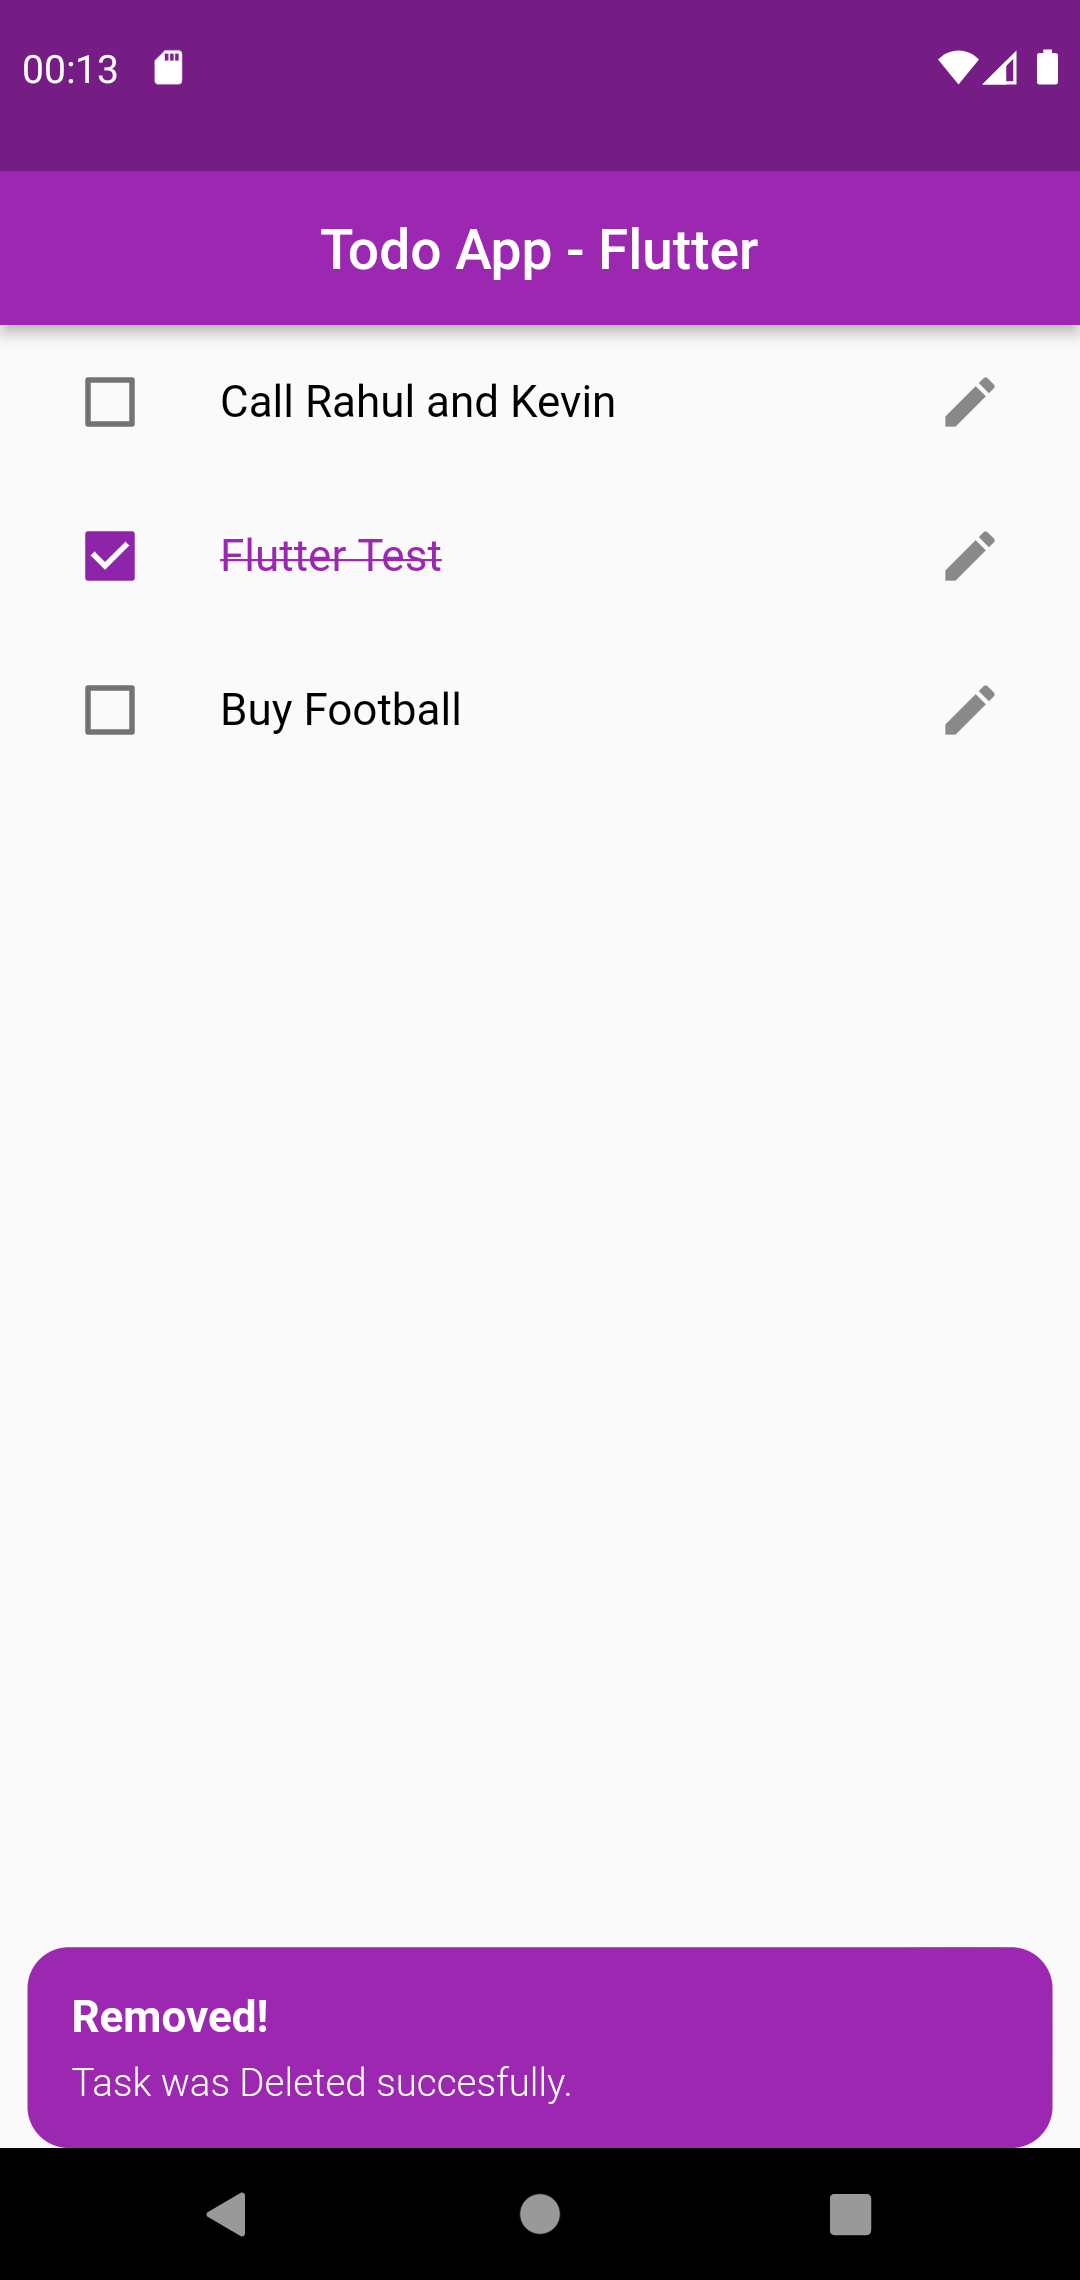 00:13
Todo App - Flutter
Call Rahul and Kevin
Flutter Test
Buy Football
Removed!
Task was Deleted succesfully.